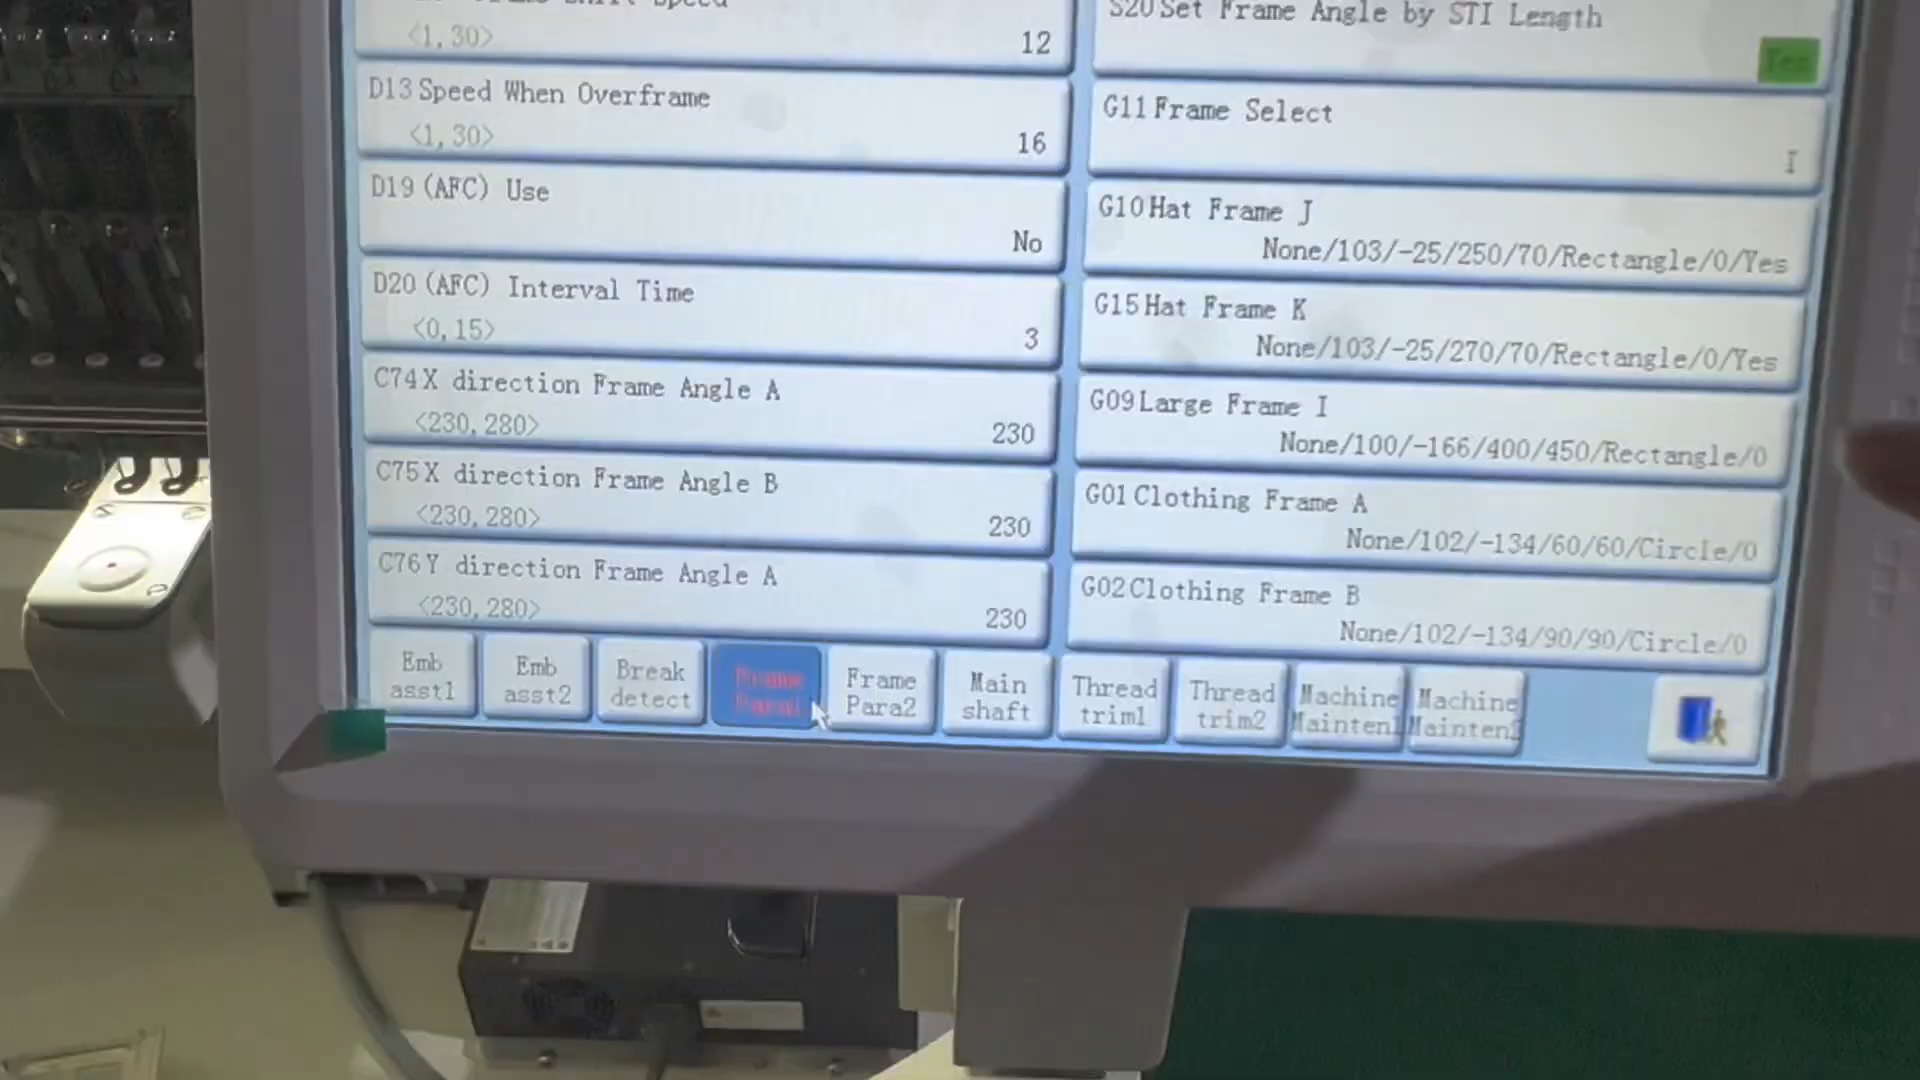 Speed
<1,30>
12
D13 Speed When Overframe
<1,30>
16
D19 (AFC) Use
No
D20 (AFC) Interval Time
<0,15>
3
C74 X direction Frame Angle A
<230,280>
230
C75 X direction Frame Angle B
<230,280>
230
C76 Y direction Frame Angle A
<230,280>
230
S20 Set Frame Angle by STI Length
Yes
G11 Frame Select
I
G10 Hat Frame J
None/103/-25/250/70/Rectangle/0/Yes
G15 Hat Frame K
None/103/-25/270/70/Rectangle/0/Yes
G09 Large Frame I
None/100/-166/400/450/Rectangle/0
G01 Clothing Frame A
None/102/-134/60/60/Circle/0
G02 Clothing Frame B
None/102/-134/90/90/Circle/0
Emb
asst1
Emb
asst2
Break
detect
Frame
Para1
Frame
Para2
Main
shaft
Thread
trim1
Thread
trim2
Machine
Mainten1
Machine
Mainten2